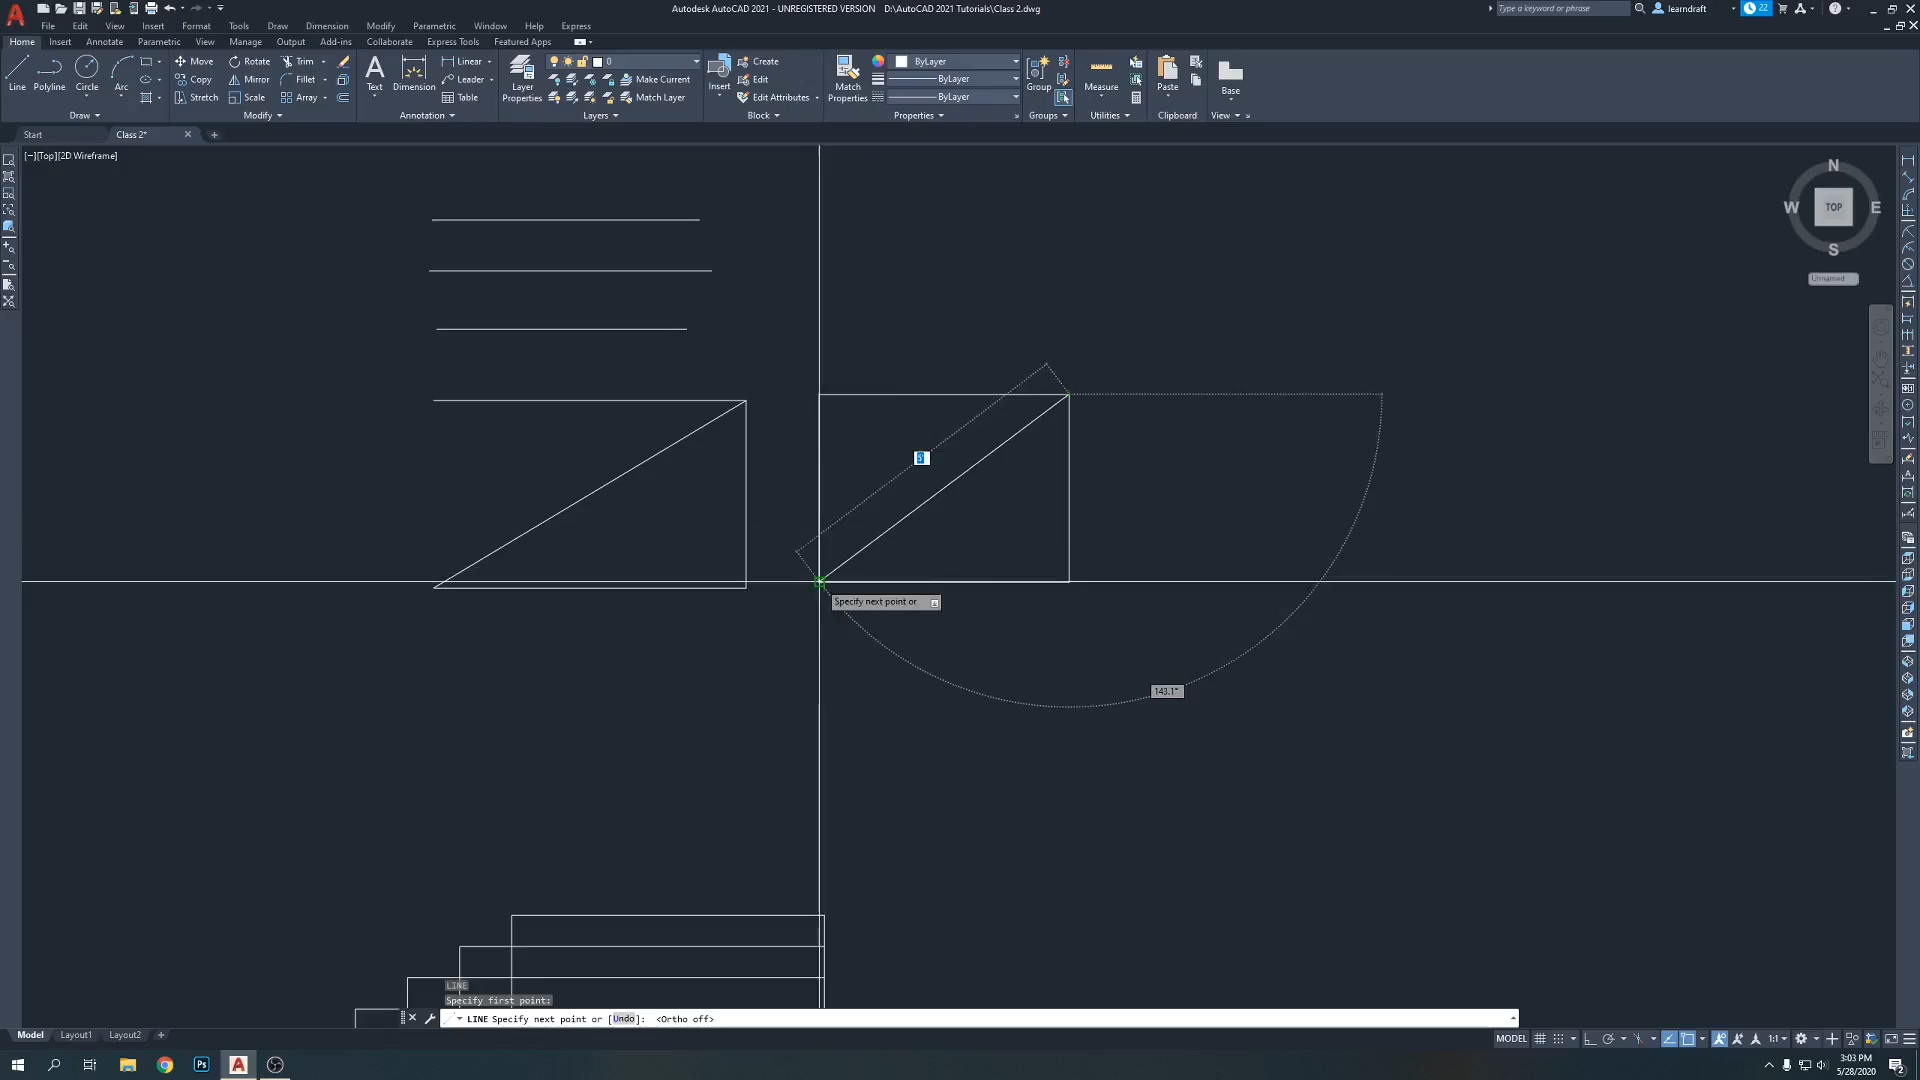 Autodesk AutoCAD 2021 - UNREGISTERED VERSION D:\AutoCAD 2021 Tutorials\Class 2.dwg
Type a keyword or phrase
learndraft
22
File Edit View Insert Format Tools Draw Dimension Modify Parametric Window Help Express
Home Insert Annotate Parametric View Manage Output Add-ins Collaborate Express Tools Featured Apps
Line Polyline Circle Arc
Move Rotate Trim
Copy Mirror Fillet
Stretch Scale Array
Text Dimension
Linear
Leader
Table
Layer Properties
0
Make Current
Match Layer
Insert
Create
Edit
Edit Attributes
Match Properties
ByLayer
ByLayer
ByLayer
Group
Measure
Paste
Base
Draw Modify Annotation Layers Block Properties Groups Utilities Clipboard View
Start Class 2*
[−][Top][2D Wireframe]
N
W TOP E
S
Unnamed
Specify next point or
143.1°
LINE
Specify first point:
LINE Specify next point or [Undo]: <Ortho off>
Model Layout1 Layout2
MODEL
1:1
Ps
A
3:03 PM
5/28/2020
2